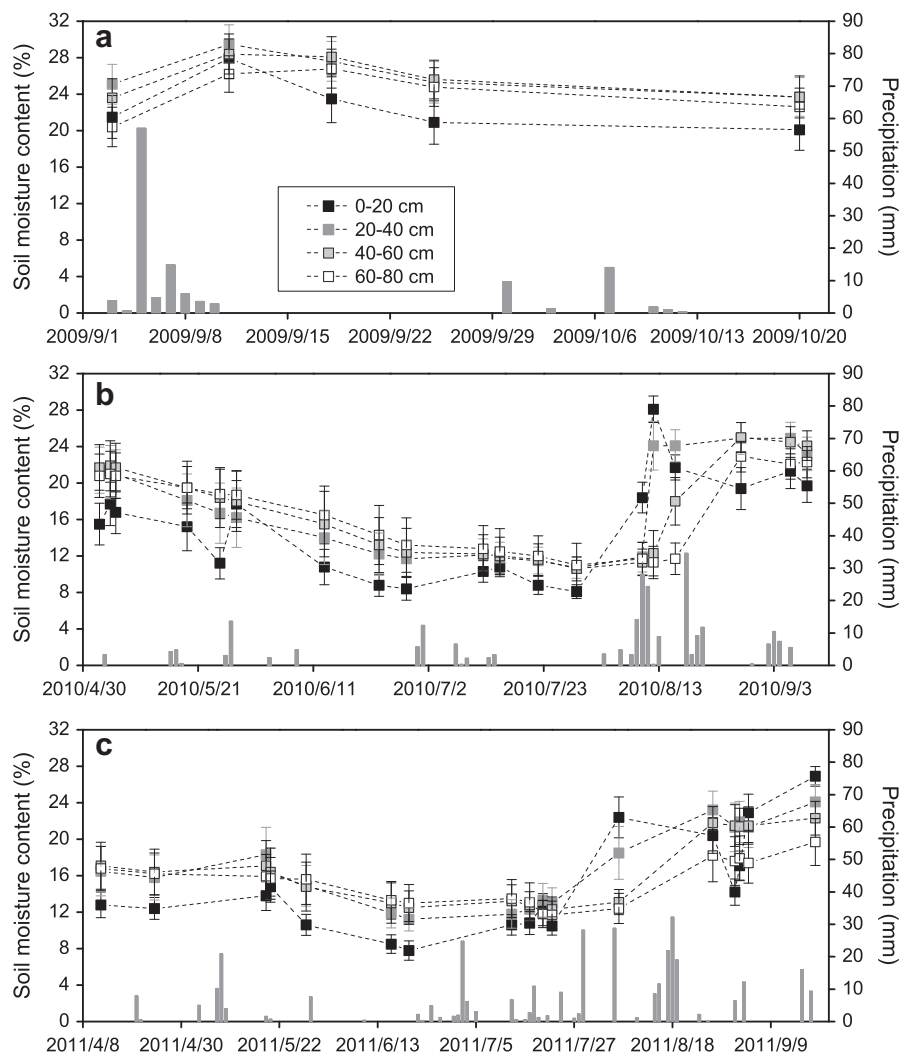 a
32 28 24 20 16 12 8 4 0
Soil moisture content (%)
90 80 70 60 50 40 30 20 10 0
Precipitation (mm)
0-20 cm
20-40 cm
40-60 cm
60-80 cm
2009/9/1 2009/9/8 2009/9/15 2009/9/22 2009/9/29 2009/10/6 2009/10/13 2009/10/20
b
32 28 24 20 16 12 8 4 0
Soil moisture content (%)
90 80 70 60 50 40 30 20 10 0
Precipitation (mm)
2010/4/30 2010/5/21 2010/6/11 2010/7/2 2010/7/23 2010/8/13 2010/9/3
c
32 28 24 20 16 12 8 4 0
Soil moisture content (%)
90 80 70 60 50 40 30 20 10 0
Precipitation (mm)
2011/4/8 2011/4/30 2011/5/22 2011/6/13 2011/7/5 2011/7/27 2011/8/18 2011/9/9